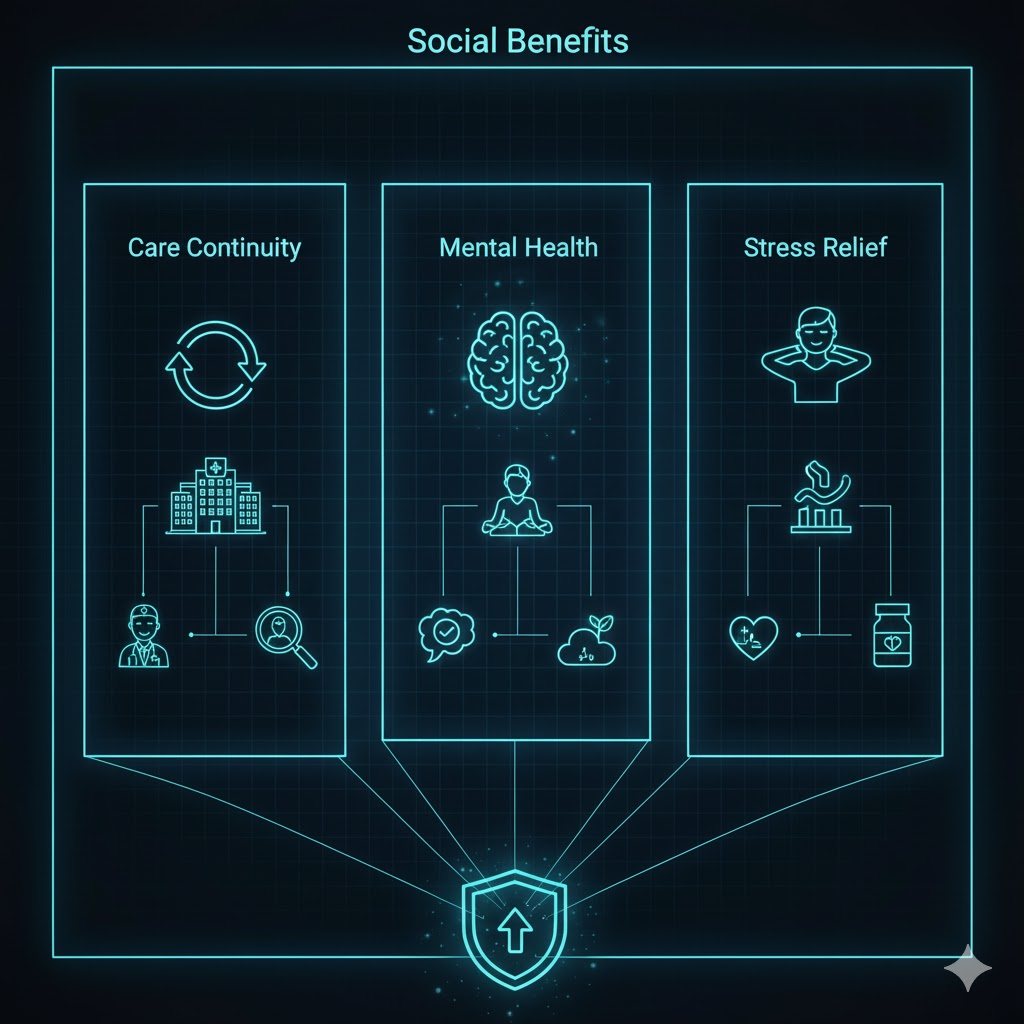 Social Benefits
Care Continuity
Mental Health
Stress Relief